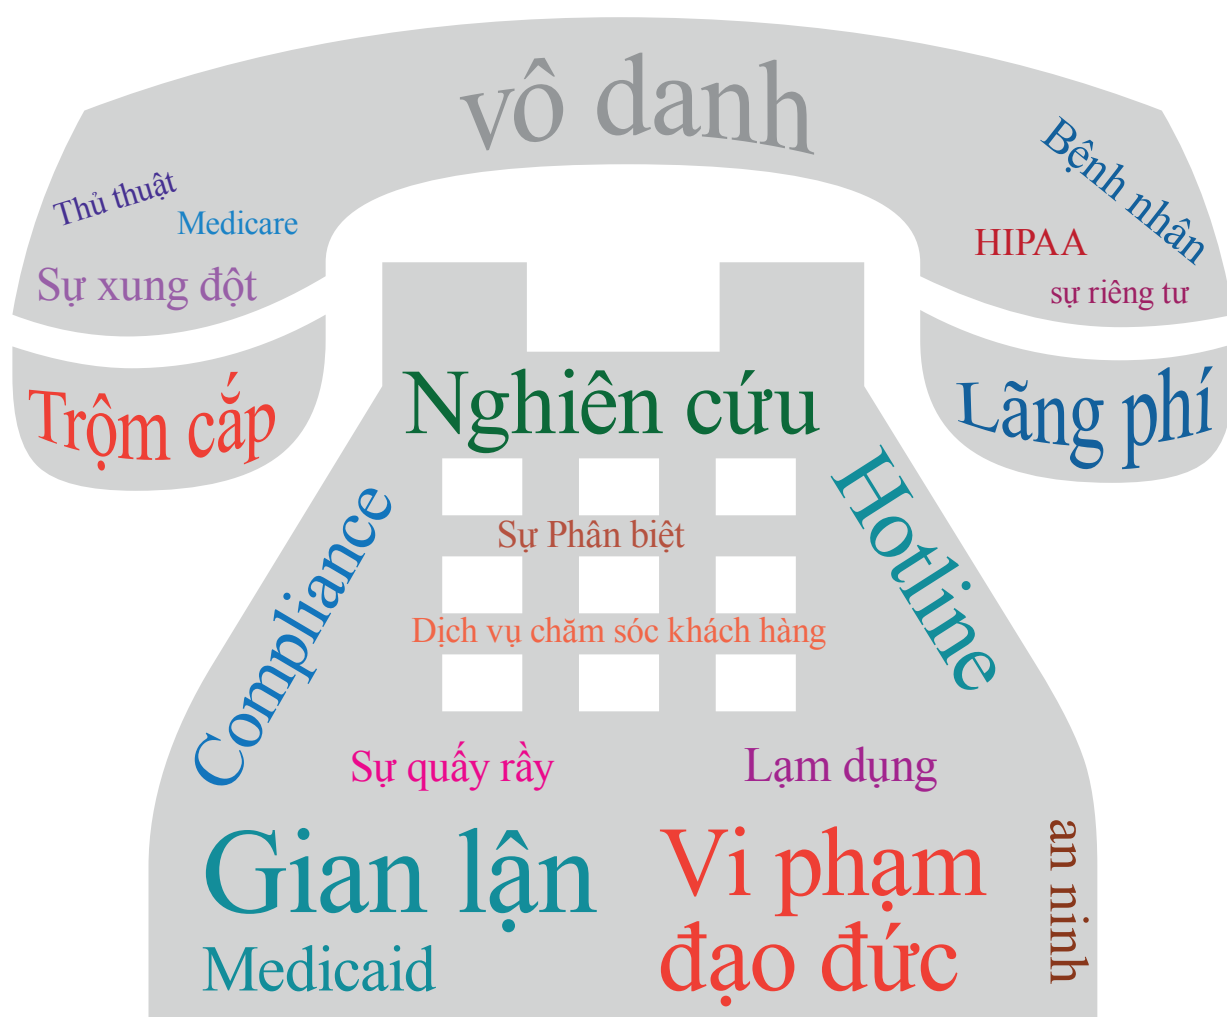 vô danh
Thủ thuật
Medicare
Sự xung đột
Bệnh nhân
HIPAA
sự riêng tư
Trộm cắp
Nghiên cứu
Lãng phí
Compliance
Hotline
Sự Phân biệt
Dịch vụ chăm sóc khách hàng
Sự quấy rầy
Lạm dụng
Gian lận
Medicaid
Vi phạm
đạo đức
an ninh